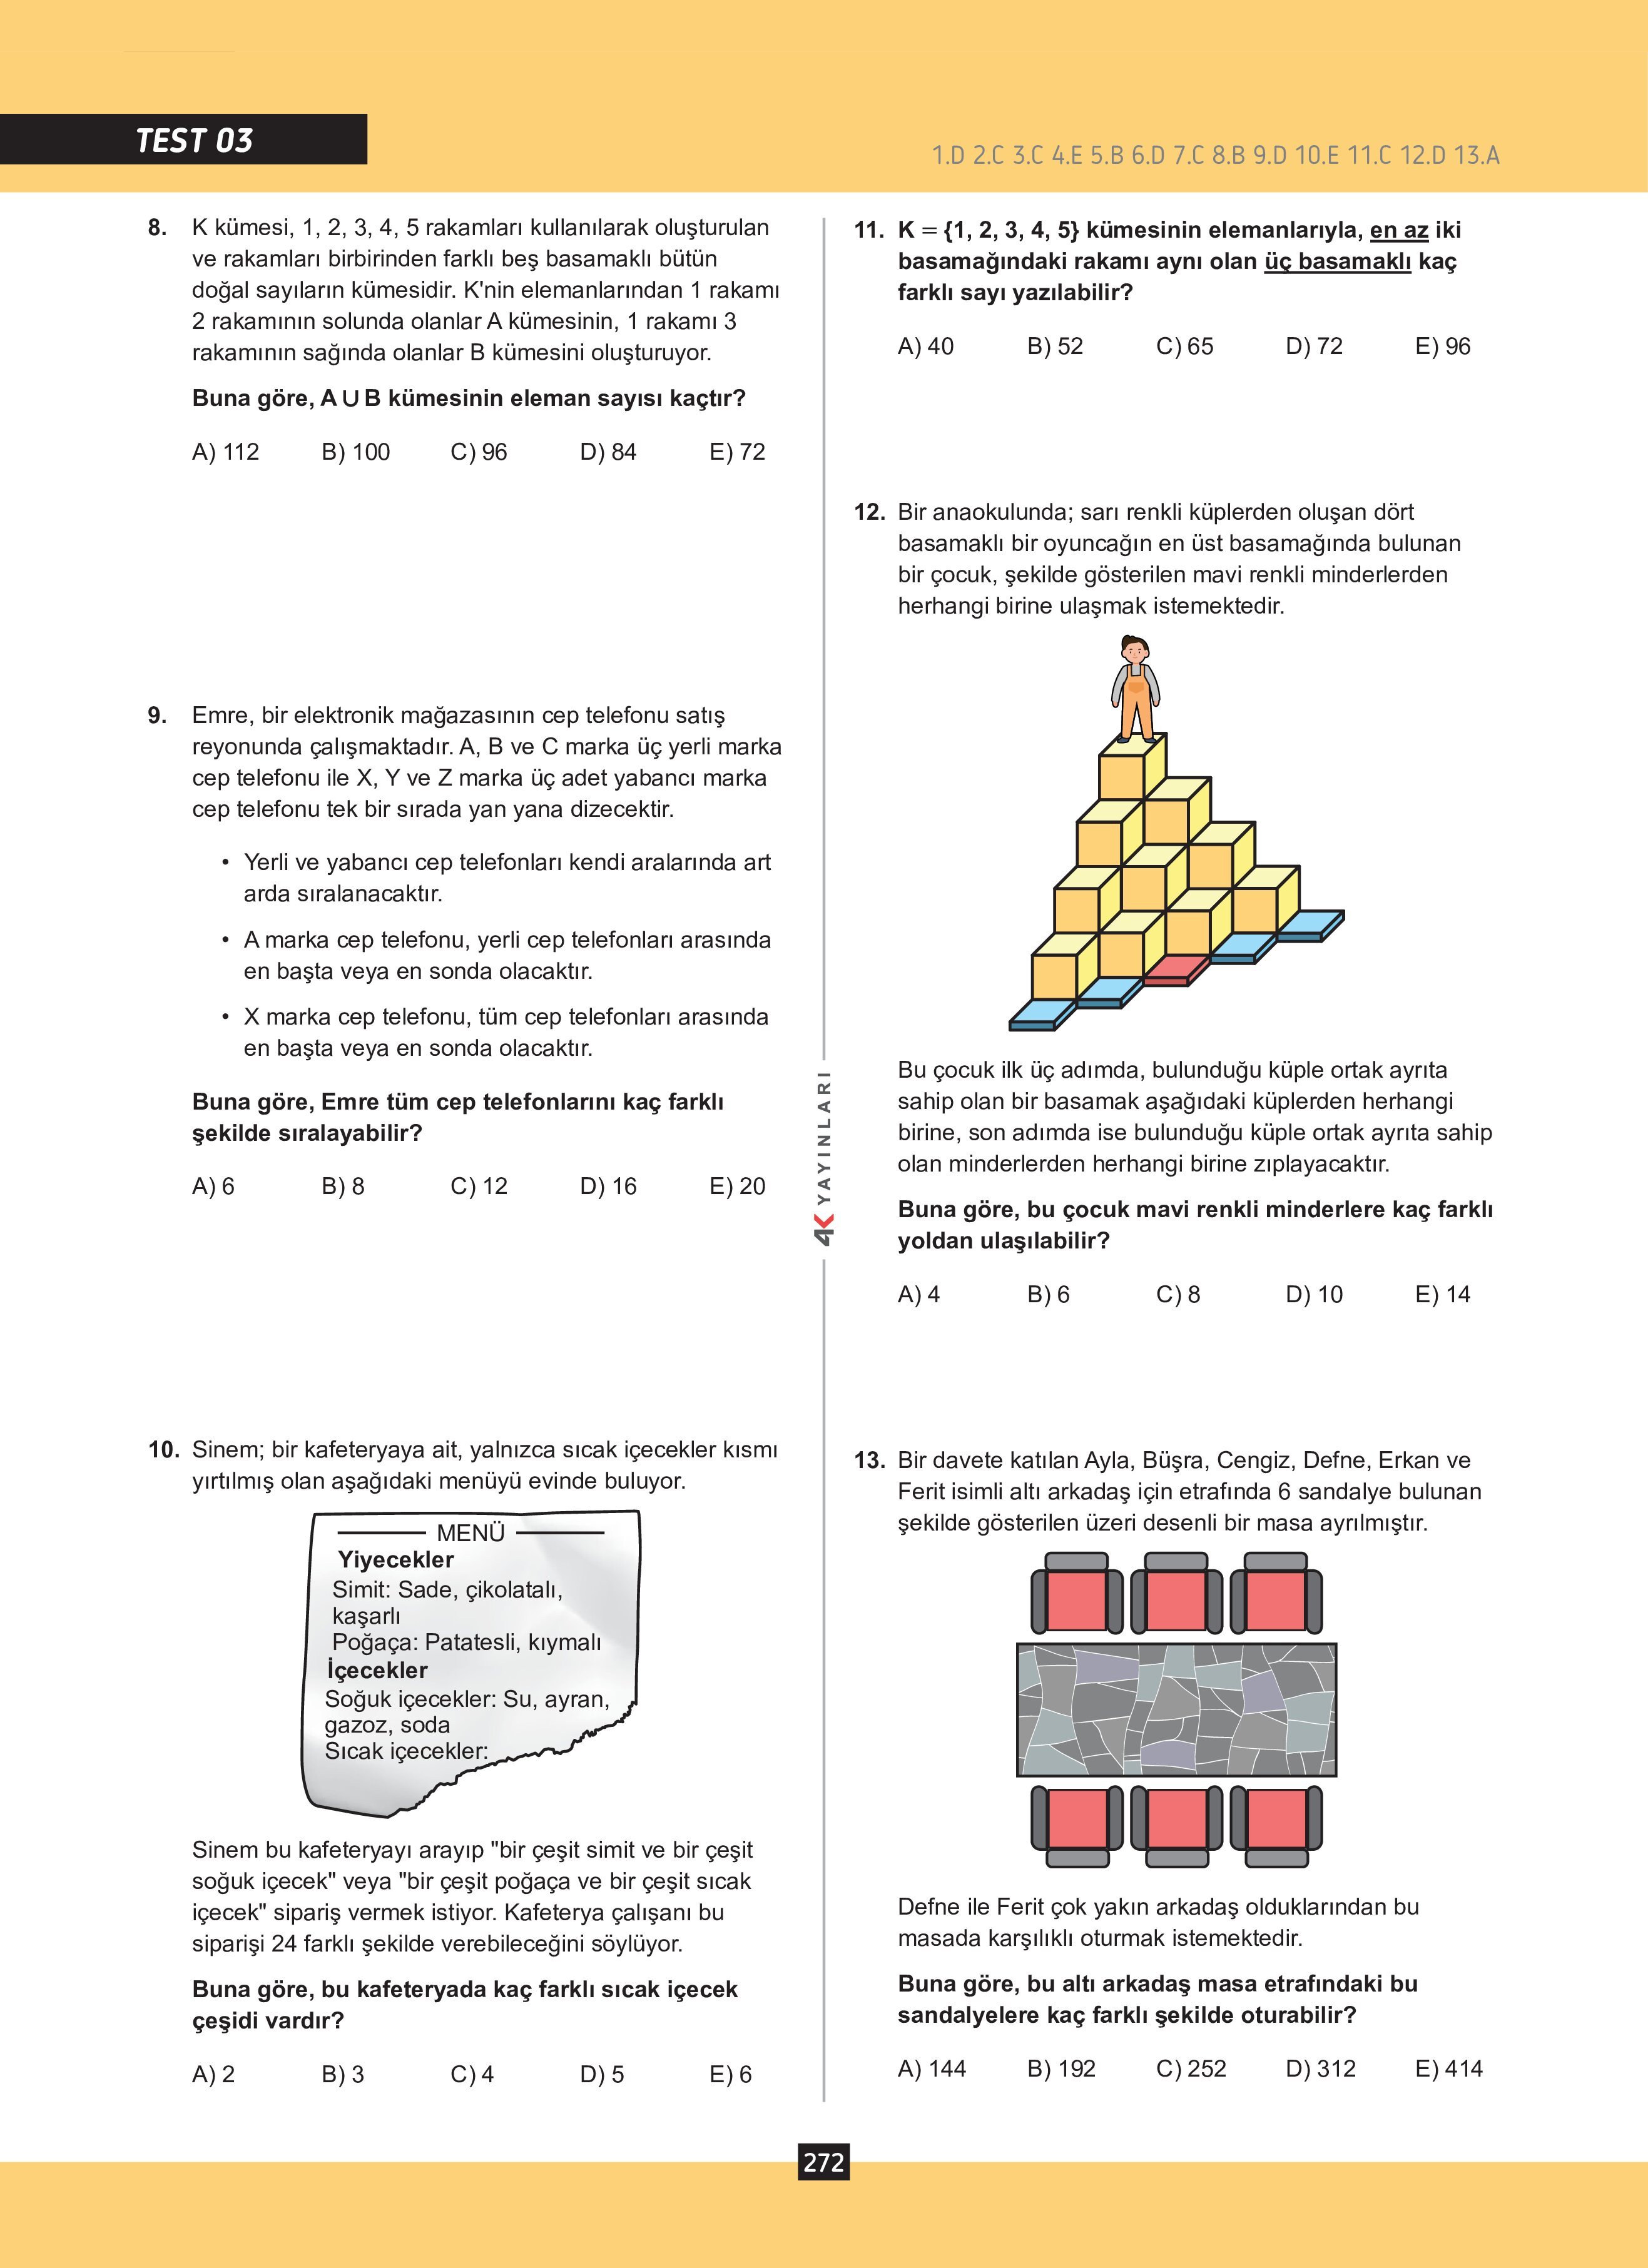 TEST 03
1.D 2.C 3.C 4.E 5.B 6.D 7.C 8.B 9.D 10.E 11.C 12.D 13.A
8. K kümesi, 1, 2, 3, 4, 5 rakamları kullanılarak oluşturulan
ve rakamları birbirinden farklı beş basamaklı bütün
doğal sayıların kümesidir. K'nin elemanlarından 1 rakamı
2 rakamının solunda olanlar A kümesinin, 1 rakamı 3
rakamının sağında olanlar B kümesini oluşturuyor.
Buna göre, A ∪ B kümesinin eleman sayısı kaçtır?
A) 112 B) 100 C) 96 D) 84 E) 72
9. Emre, bir elektronik mağazasının cep telefonu satış
reyonunda çalışmaktadır. A, B ve C marka üç yerli marka
cep telefonu ile X, Y ve Z marka üç adet yabancı marka
cep telefonu tek bir sırada yan yana dizecektir.
• Yerli ve yabancı cep telefonları kendi aralarında art
arda sıralanacaktır.
• A marka cep telefonu, yerli cep telefonları arasında
en başta veya en sonda olacaktır.
• X marka cep telefonu, tüm cep telefonları arasında
en başta veya en sonda olacaktır.
Buna göre, Emre tüm cep telefonlarını kaç farklı
şekilde sıralayabilir?
A) 6 B) 8 C) 12 D) 16 E) 20
10. Sinem; bir kafeteryaya ait, yalnızca sıcak içecekler kısmı
yırtılmış olan aşağıdaki menüyü evinde buluyor.
MENÜ
Yiyecekler
Simit: Sade, çikolatalı,
kaşarlı
Poğaça: Patatesli, kıymalı
İçecekler
Soğuk içecekler: Su, ayran,
gazoz, soda
Sıcak içecekler:
Sinem bu kafeteryayı arayıp "bir çeşit simit ve bir çeşit
soğuk içecek" veya "bir çeşit poğaça ve bir çeşit sıcak
içecek" sipariş vermek istiyor. Kafeterya çalışanı bu
siparişi 24 farklı şekilde verebileceğini söylüyor.
Buna göre, bu kafeteryada kaç farklı sıcak içecek
çeşidi vardır?
A) 2 B) 3 C) 4 D) 5 E) 6
4K YAYINLARI
11. K = {1, 2, 3, 4, 5} kümesinin elemanlarıyla, en az iki
basamağındaki rakamı aynı olan üç basamaklı kaç
farklı sayı yazılabilir?
A) 40 B) 52 C) 65 D) 72 E) 96
12. Bir anaokulunda; sarı renkli küplerden oluşan dört
basamaklı bir oyuncağın en üst basamağında bulunan
bir çocuk, şekilde gösterilen mavi renkli minderlerden
herhangi birine ulaşmak istemektedir.
Bu çocuk ilk üç adımda, bulunduğu küple ortak ayrıta
sahip olan bir basamak aşağıdaki küplerden herhangi
birine, son adımda ise bulunduğu küple ortak ayrıta sahip
olan minderlerden herhangi birine zıplayacaktır.
Buna göre, bu çocuk mavi renkli minderlere kaç farklı
yoldan ulaşılabilir?
A) 4 B) 6 C) 8 D) 10 E) 14
13. Bir davete katılan Ayla, Büşra, Cengiz, Defne, Erkan ve
Ferit isimli altı arkadaş için etrafında 6 sandalye bulunan
şekilde gösterilen üzeri desenli bir masa ayrılmıştır.
Defne ile Ferit çok yakın arkadaş olduklarından bu
masada karşılıklı oturmak istemektedir.
Buna göre, bu altı arkadaş masa etrafındaki bu
sandalyelere kaç farklı şekilde oturabilir?
A) 144 B) 192 C) 252 D) 312 E) 414
272